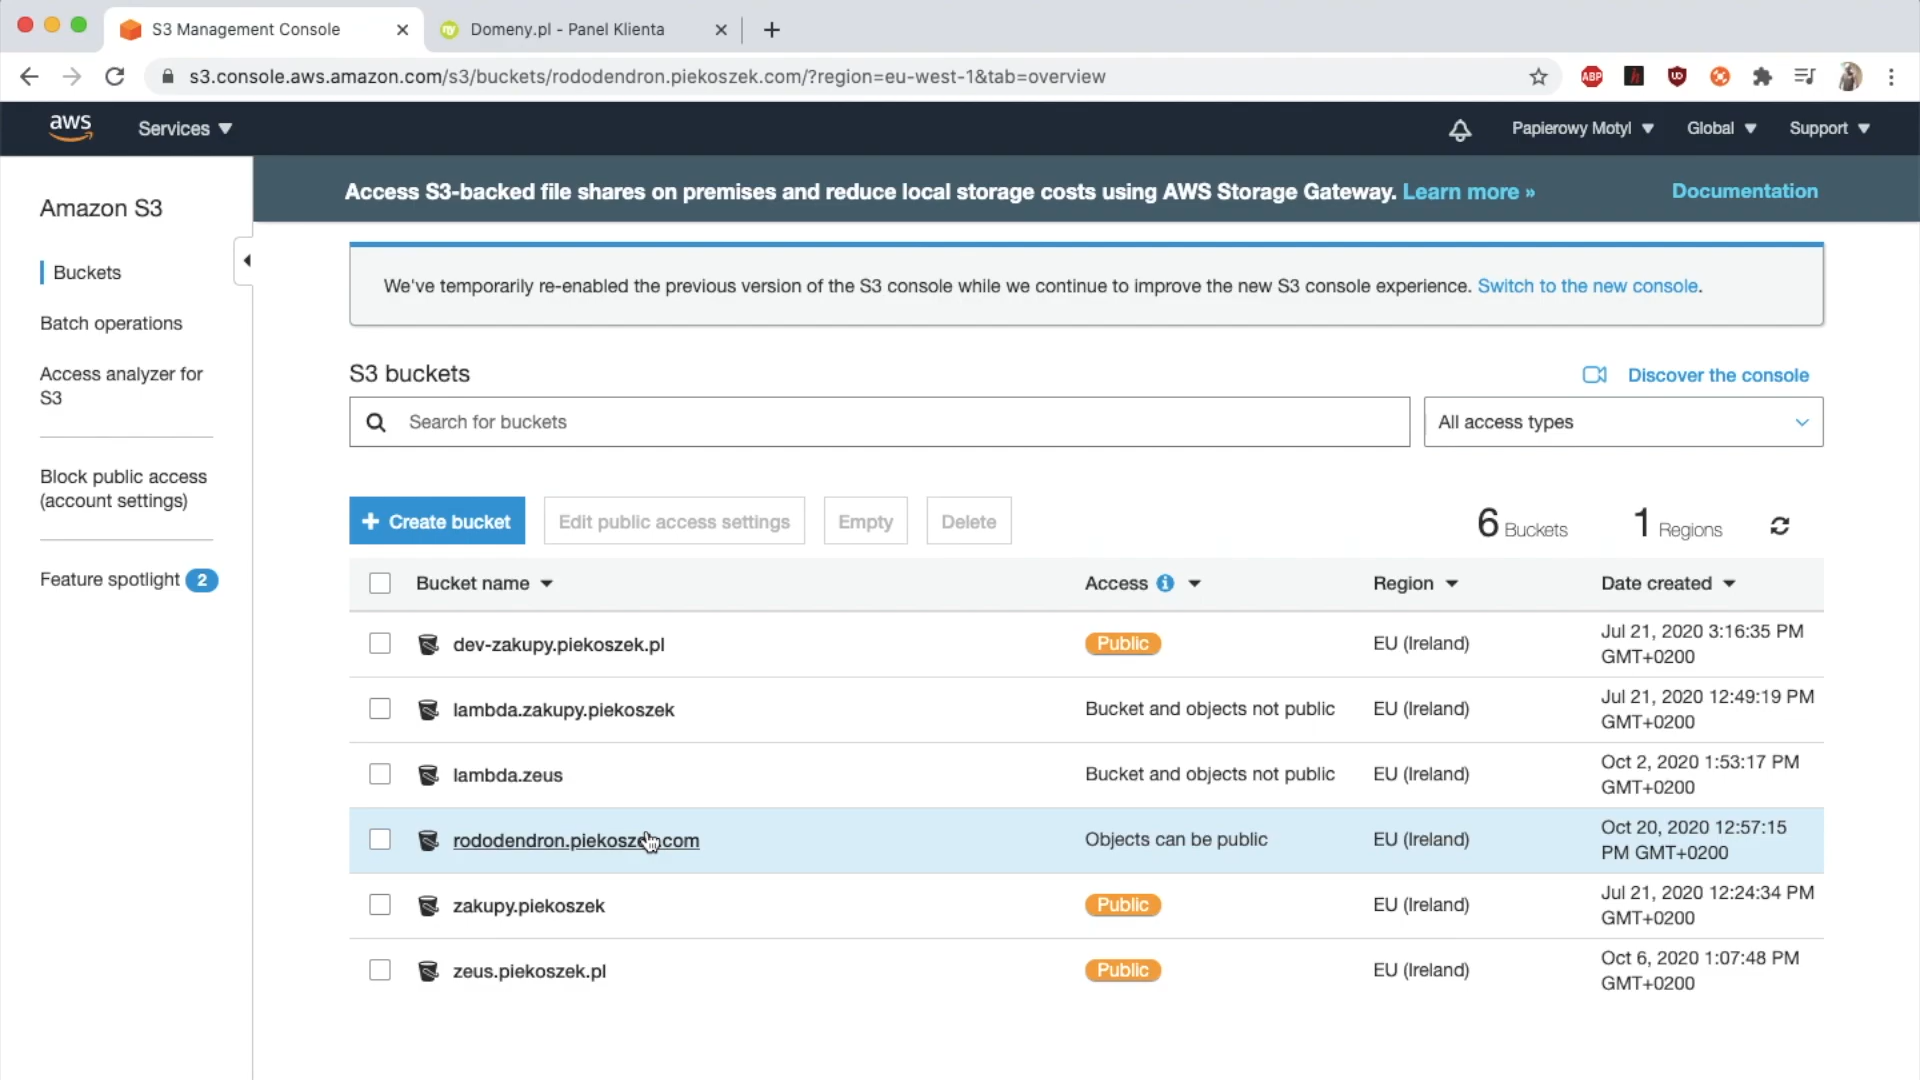 S3 Management Console
Domeny.pl - Panel Klienta
s3.console.aws.amazon.com/s3/buckets/rododendron.piekoszek.com/?region=eu-west-1&tab=overview
ABP
aws
Services
Papierowy Motyl
Global
Support
Access S3-backed file shares on premises and reduce local storage costs using AWS Storage Gateway. Learn more »
Documentation
Amazon S3
Buckets
Batch operations
Access analyzer for
S3
Block public access
(account settings)
Feature spotlight 2
We've temporarily re-enabled the previous version of the S3 console while we continue to improve the new S3 console experience. Switch to the new console.
S3 buckets
Discover the console
Search for buckets
All access types
+ Create bucket
Edit public access settings
Empty
Delete
6 Buckets
1 Regions
Bucket name
Access
Region
Date created
dev-zakupy.piekoszek.pl
Public
EU (Ireland)
Jul 21, 2020 3:16:35 PM
GMT+0200
lambda.zakupy.piekoszek
Bucket and objects not public
EU (Ireland)
Jul 21, 2020 12:49:19 PM
GMT+0200
lambda.zeus
Bucket and objects not public
EU (Ireland)
Oct 2, 2020 1:53:17 PM
GMT+0200
rododendron.piekoszek.com
Objects can be public
EU (Ireland)
Oct 20, 2020 12:57:15
PM GMT+0200
zakupy.piekoszek
Public
EU (Ireland)
Jul 21, 2020 12:24:34 PM
GMT+0200
zeus.piekoszek.pl
Public
EU (Ireland)
Oct 6, 2020 1:07:48 PM
GMT+0200